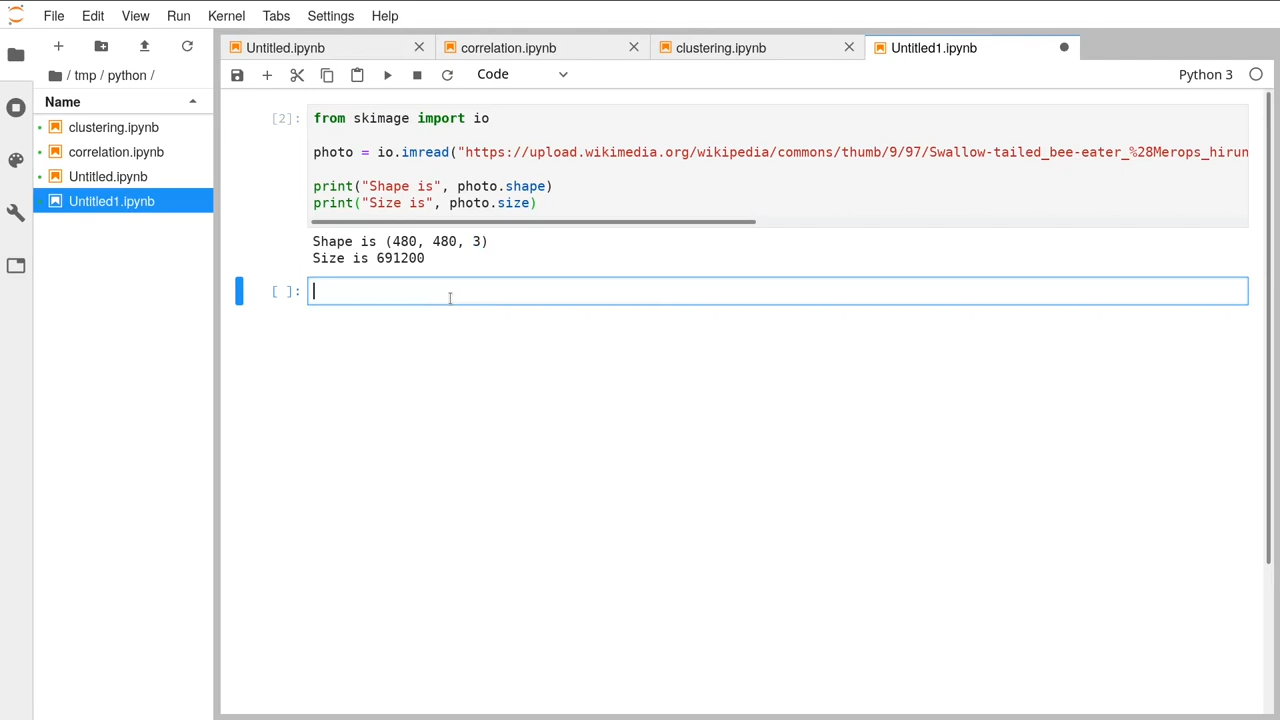 File Edit View Run Kernel Tabs Settings Help
Untitled.ipynb correlation.ipynb clustering.ipynb Untitled1.ipynb
Code Python 3
/ tmp / python /
Name
clustering.ipynb
correlation.ipynb
Untitled.ipynb
Untitled1.ipynb
[2]: from skimage import io
photo = io.imread("https://upload.wikimedia.org/wikipedia/commons/thumb/9/97/Swallow-tailed_bee-eater_%28Merops_hirun
print("Shape is", photo.shape)
print("Size is", photo.size)
Shape is (480, 480, 3)
Size is 691200
[ ]: